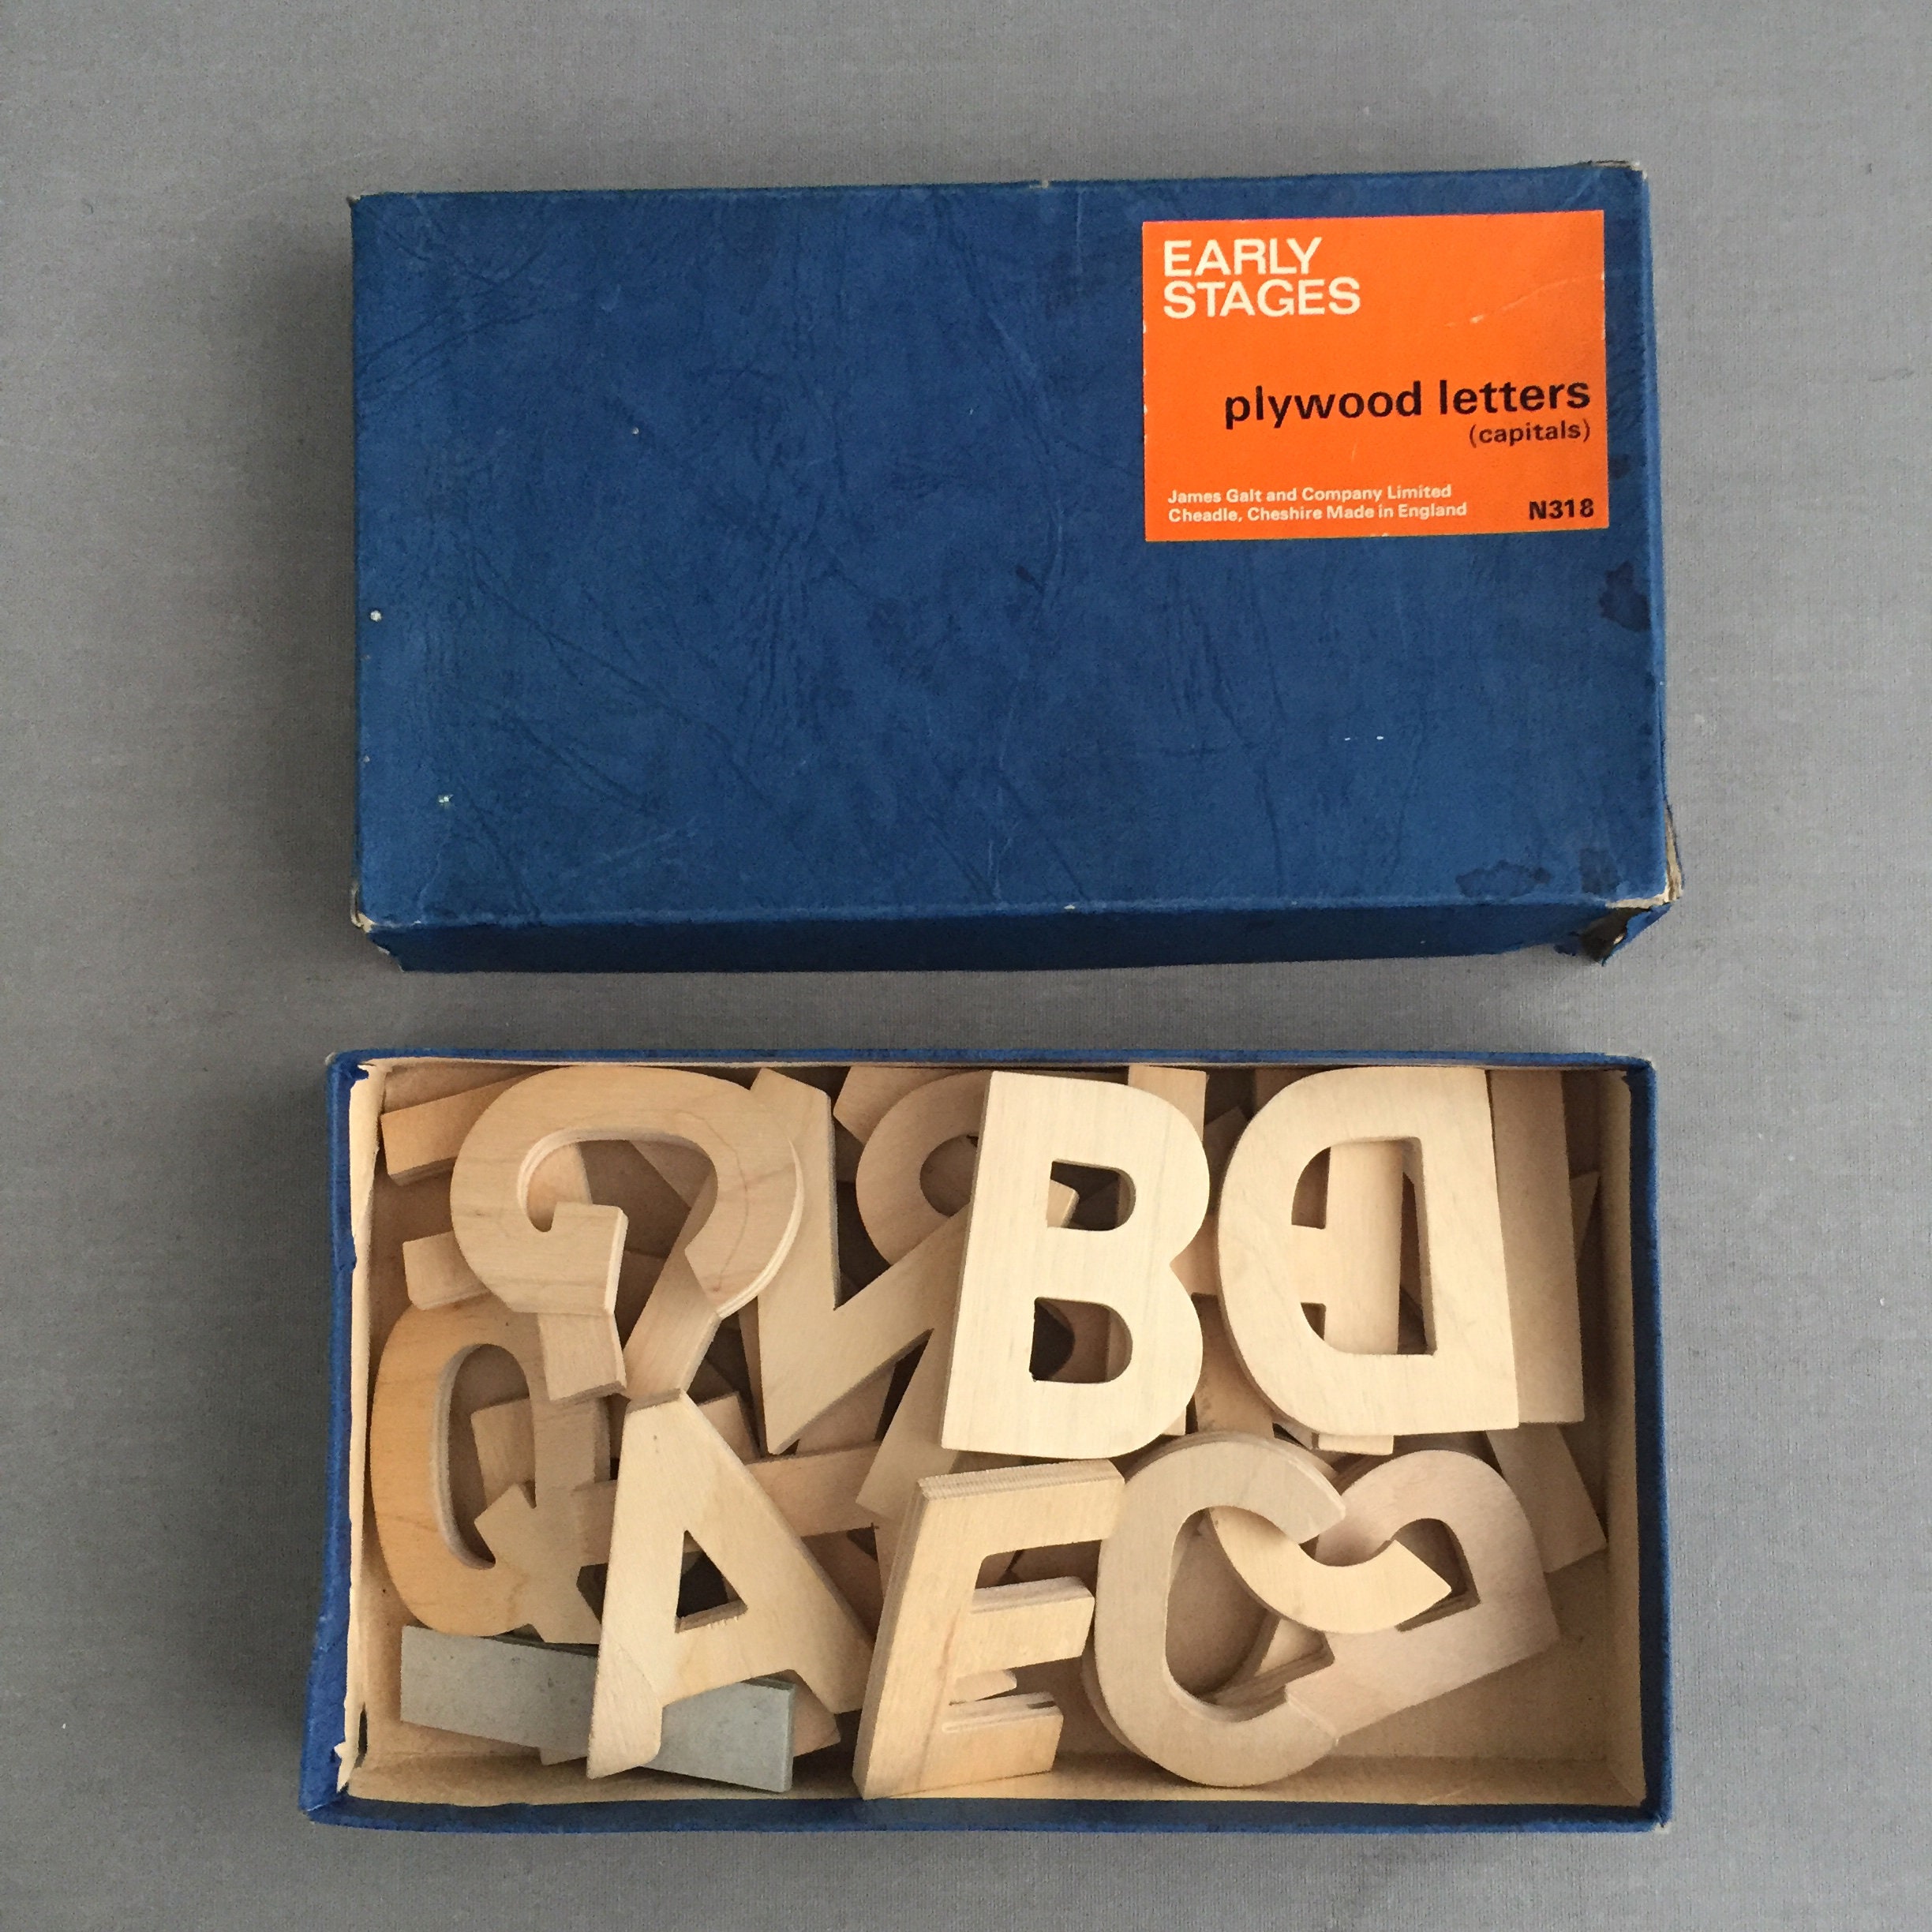 EARLY
STAGES
plywood letters
(capitals)
James Galt and Company Limited
Cheadle, Cheshire Made in England N318
B D
A E C